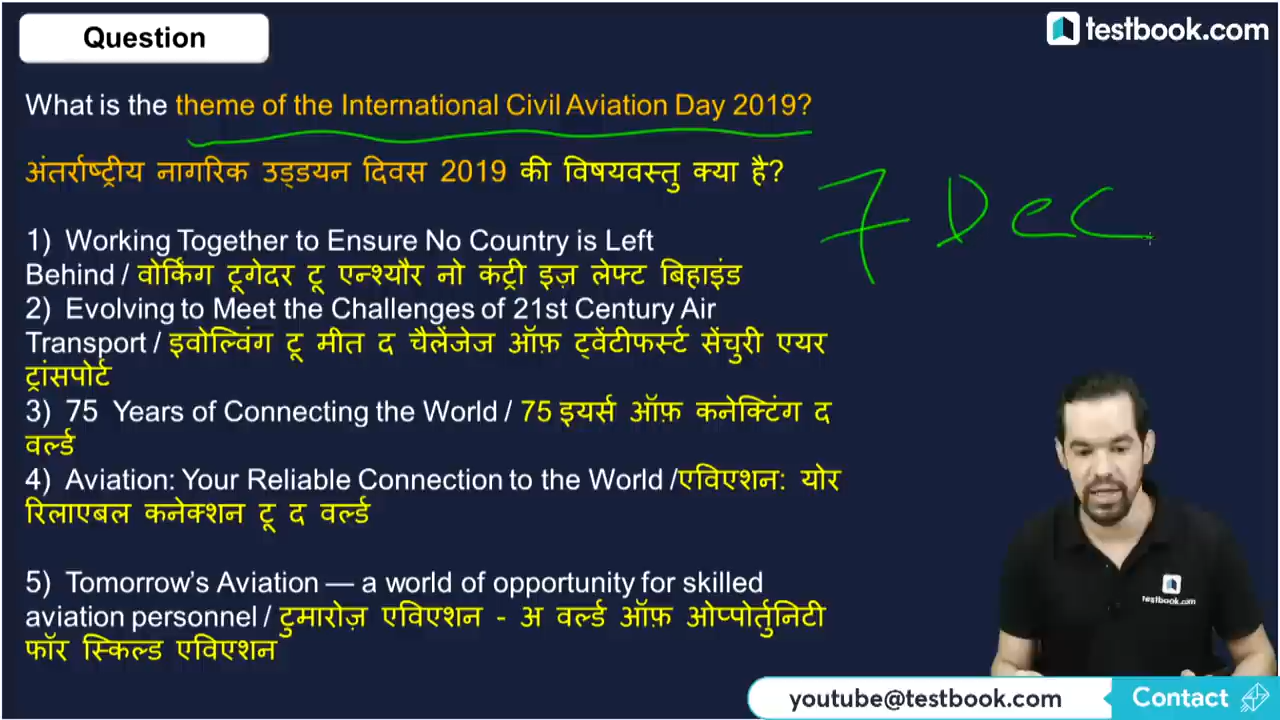 Question
testbook.com
What is the theme of the International Civil Aviation Day 2019?
अंतर्राष्ट्रीय नागरिक उड्डयन दिवस 2019 की विषयवस्तु क्या है?
7 Dec
1) Working Together to Ensure No Country is Left
Behind / वोर्किंग टूगेदर टू एन्श्यौर नो कंट्री इज़ लेफ्ट बिहाइंड
2) Evolving to Meet the Challenges of 21st Century Air
Transport / इवोल्विंग टू मीत द चैलेंजेज ऑफ़ ट्वेंटीफर्स्ट सेंचुरी एयर
ट्रांसपोर्ट
3) 75 Years of Connecting the World / 75 इयर्स ऑफ़ कनेक्टिंग द
वर्ल्ड
4) Aviation: Your Reliable Connection to the World /एविएशन: योर
रिलाएबल कनेक्शन टू द वर्ल्ड
5) Tomorrow’s Aviation — a world of opportunity for skilled
aviation personnel / टुमारोज़ एविएशन - अ वर्ल्ड ऑफ़ ओप्पोर्तुनिटी
फॉर स्किल्ड एविएशन
testbook.com
youtube@testbook.com
Contact